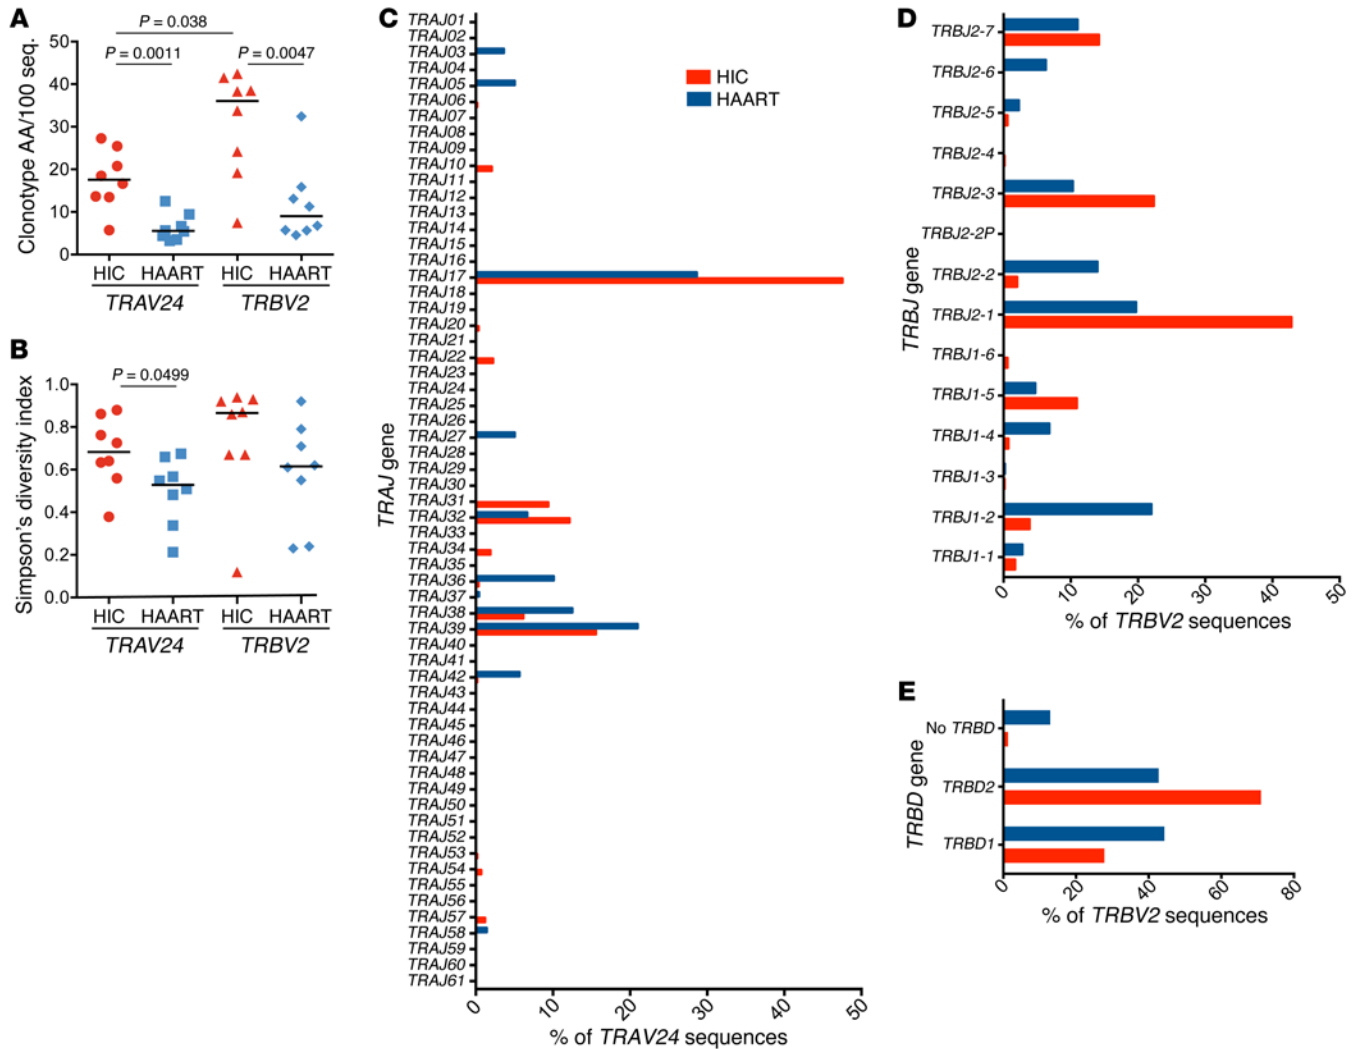 A
P = 0.038
P = 0.0011
P = 0.0047
Clonotype AA/100 seq.
50
40
30
20
10
0
HIC HAART HIC HAART
TRAV24 TRBV2
B
P = 0.0499
Simpson's diversity index
1.0
0.8
0.6
0.4
0.2
0.0
HIC HAART HIC HAART
TRAV24 TRBV2
C
HIC
HAART
TRAJ gene
TRAJ01
TRAJ02
TRAJ03
TRAJ04
TRAJ05
TRAJ06
TRAJ07
TRAJ08
TRAJ09
TRAJ10
TRAJ11
TRAJ12
TRAJ13
TRAJ14
TRAJ15
TRAJ16
TRAJ17
TRAJ18
TRAJ19
TRAJ20
TRAJ21
TRAJ22
TRAJ23
TRAJ24
TRAJ25
TRAJ26
TRAJ27
TRAJ28
TRAJ29
TRAJ30
TRAJ31
TRAJ32
TRAJ33
TRAJ34
TRAJ35
TRAJ36
TRAJ37
TRAJ38
TRAJ39
TRAJ40
TRAJ41
TRAJ42
TRAJ43
TRAJ44
TRAJ45
TRAJ46
TRAJ47
TRAJ48
TRAJ49
TRAJ50
TRAJ51
TRAJ52
TRAJ53
TRAJ54
TRAJ55
TRAJ56
TRAJ57
TRAJ58
TRAJ59
TRAJ60
TRAJ61
0 10 20 30 40 50
% of TRAV24 sequences
D
TRBJ gene
TRBJ2-7
TRBJ2-6
TRBJ2-5
TRBJ2-4
TRBJ2-3
TRBJ2-2P
TRBJ2-2
TRBJ2-1
TRBJ1-6
TRBJ1-5
TRBJ1-4
TRBJ1-3
TRBJ1-2
TRBJ1-1
0 10 20 30 40 50
% of TRBV2 sequences
E
TRBD gene
No TRBD
TRBD2
TRBD1
0 20 40 60 80
% of TRBV2 sequences